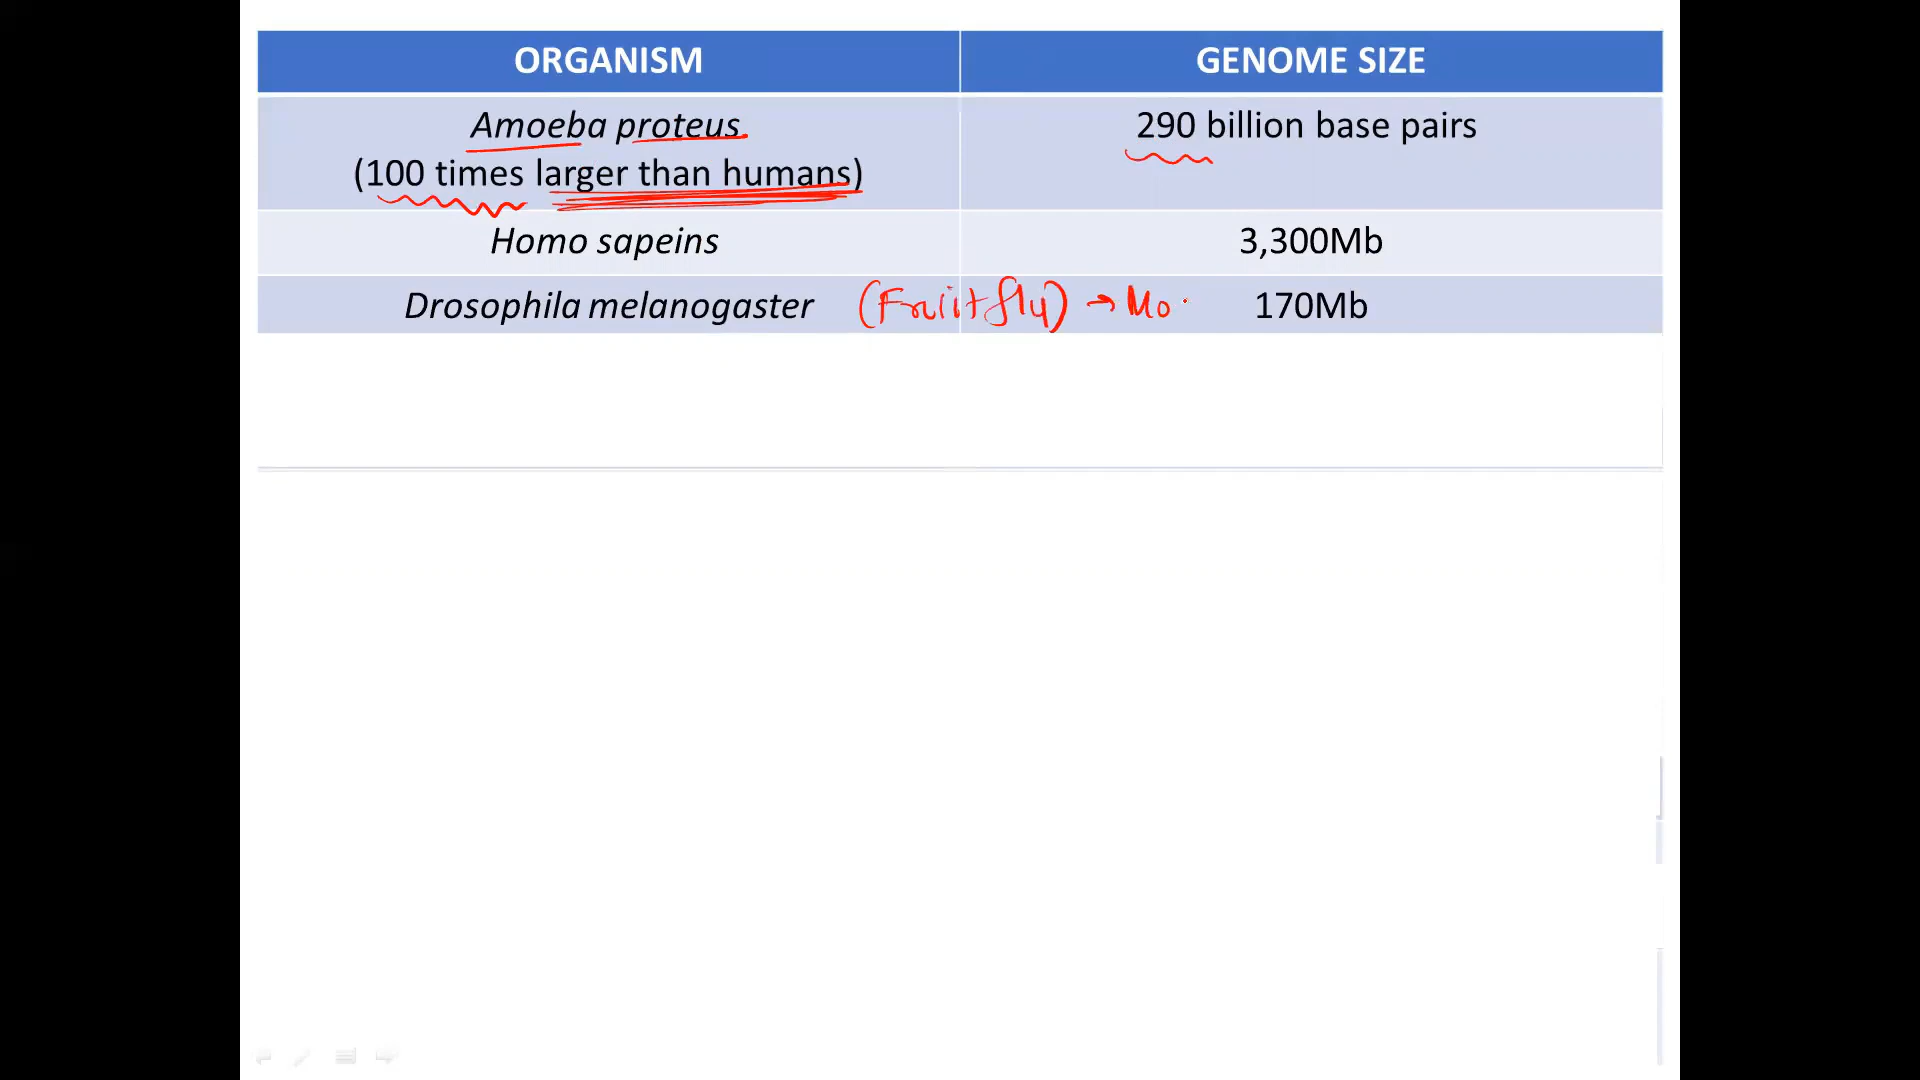 ORGANISM GENOME SIZE
Amoeba proteus 290 billion base pairs
(100 times larger than humans)
Homo sapeins 3,300Mb
Drosophila melanogaster (Fruit fly) → Mo 170Mb